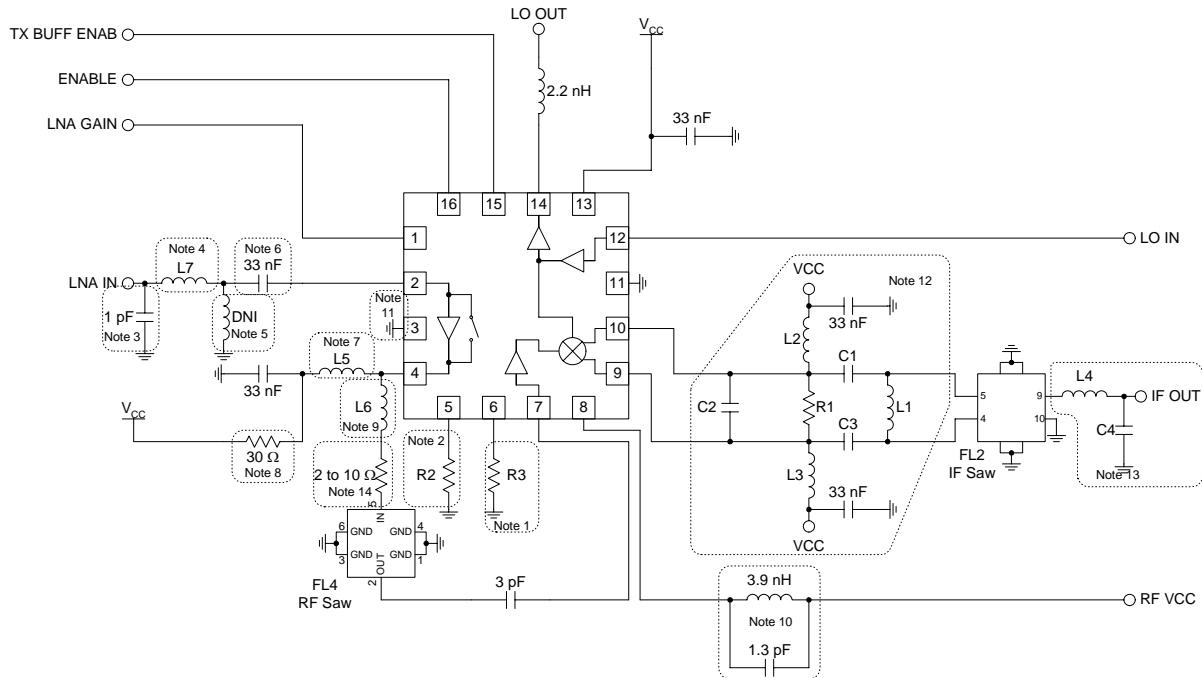 LO OUT
TX BUFF ENAB
V_CC
ENABLE
2.2 nH
LNA GAIN
33 nF
16
15
14
13
1
12
LO IN
Note 4
Note 6
L7
33 nF
LNA IN
2
11
VCC
Note 12
1 pF
Note 3
DNI
Note 5
Note
11
3
33 nF
10
L2
C1
Note 7
L5
4
9
33 nF
L4
IF OUT
V_CC
L6
Note 9
C2
R1
L1
5
9
4
10
C4
5
6
7
8
C3
FL2
IF Saw
30 Ω
Note 8
Note 2
2 to 10 Ω
Note 14
R2
R3
Note 1
L3
33 nF
Note 13
VCC
5
IN
6
GND
GND
4
3
GND
GND
1
OUT
2
FL4
RF Saw
3 pF
3.9 nH
RF VCC
Note 10
1.3 pF